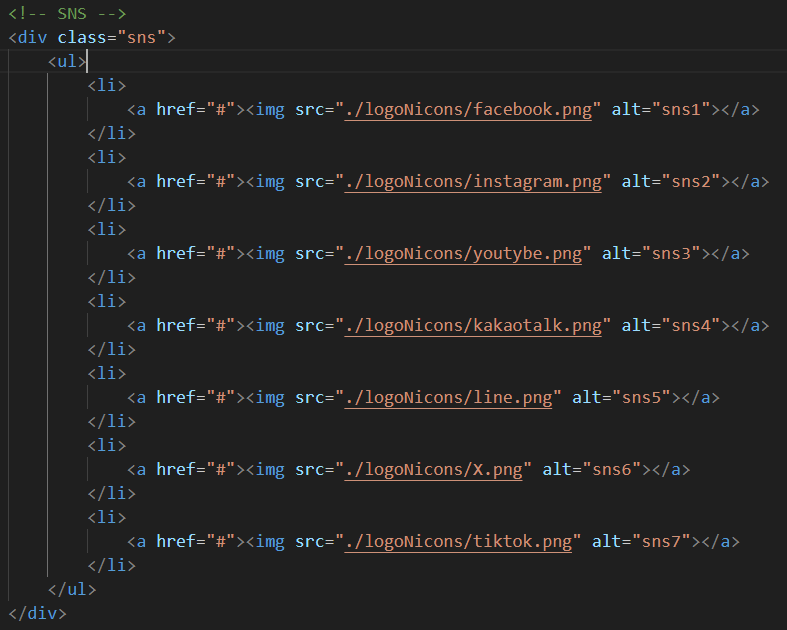 <!-- SNS -->
<div class="sns">
    <ul>
        <li>
            <a href="#"><img src="./logoNicons/facebook.png" alt="sns1"></a>
        </li>
        <li>
            <a href="#"><img src="./logoNicons/instagram.png" alt="sns2"></a>
        </li>
        <li>
            <a href="#"><img src="./logoNicons/youtybe.png" alt="sns3"></a>
        </li>
        <li>
            <a href="#"><img src="./logoNicons/kakaotalk.png" alt="sns4"></a>
        </li>
        <li>
            <a href="#"><img src="./logoNicons/line.png" alt="sns5"></a>
        </li>
        <li>
            <a href="#"><img src="./logoNicons/X.png" alt="sns6"></a>
        </li>
        <li>
            <a href="#"><img src="./logoNicons/tiktok.png" alt="sns7"></a>
        </li>
    </ul>
</div>